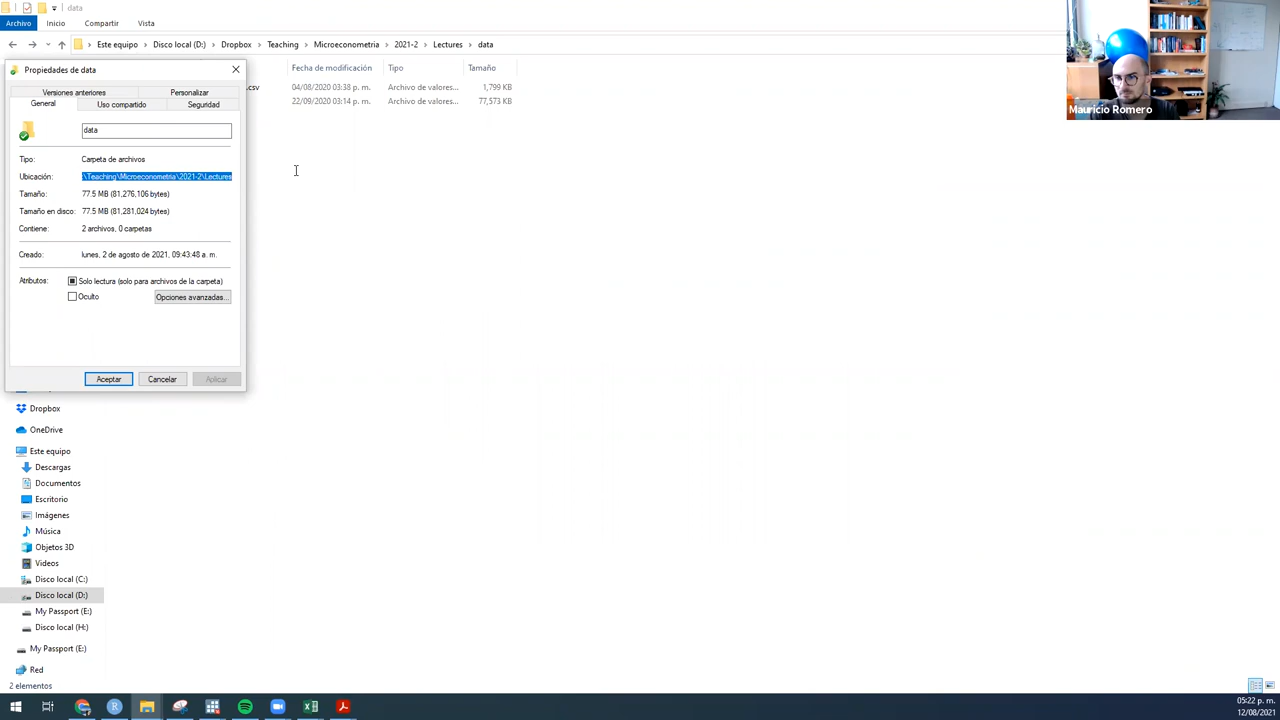 data
Archivo Inicio Compartir Vista
Este equipo Disco local (D:) Dropbox Teaching Microeconometria 2021-2 Lectures data
Propiedades de data
Fecha de modificación Tipo Tamaño
.csv 04/08/2020 03:38 p. m. Archivo de valores... 1,799 KB
22/09/2020 03:14 p. m. Archivo de valores... 77,573 KB
Versiones anteriores Personalizar
General Uso compartido Seguridad
data
Tipo: Carpeta de archivos
Ubicación: :\Teaching\Microeconometria\2021-2\Lectures
Tamaño: 77.5 MB (81,276,106 bytes)
Tamaño en disco: 77.5 MB (81,281,024 bytes)
Contiene: 2 archivos, 0 carpetas
Creado: lunes, 2 de agosto de 2021, 09:43:48 a. m.
Atributos: Solo lectura (solo para archivos de la carpeta)
Oculto Opciones avanzadas...
Aceptar Cancelar Aplicar
Dropbox
OneDrive
Este equipo
Descargas
Documentos
Escritorio
Imágenes
Música
Objetos 3D
Videos
Disco local (C:)
Disco local (D:)
My Passport (E:)
Disco local (H:)
My Passport (E:)
Red
2 elementos
Mauricio Romero
05:22 p. m.
12/08/2021